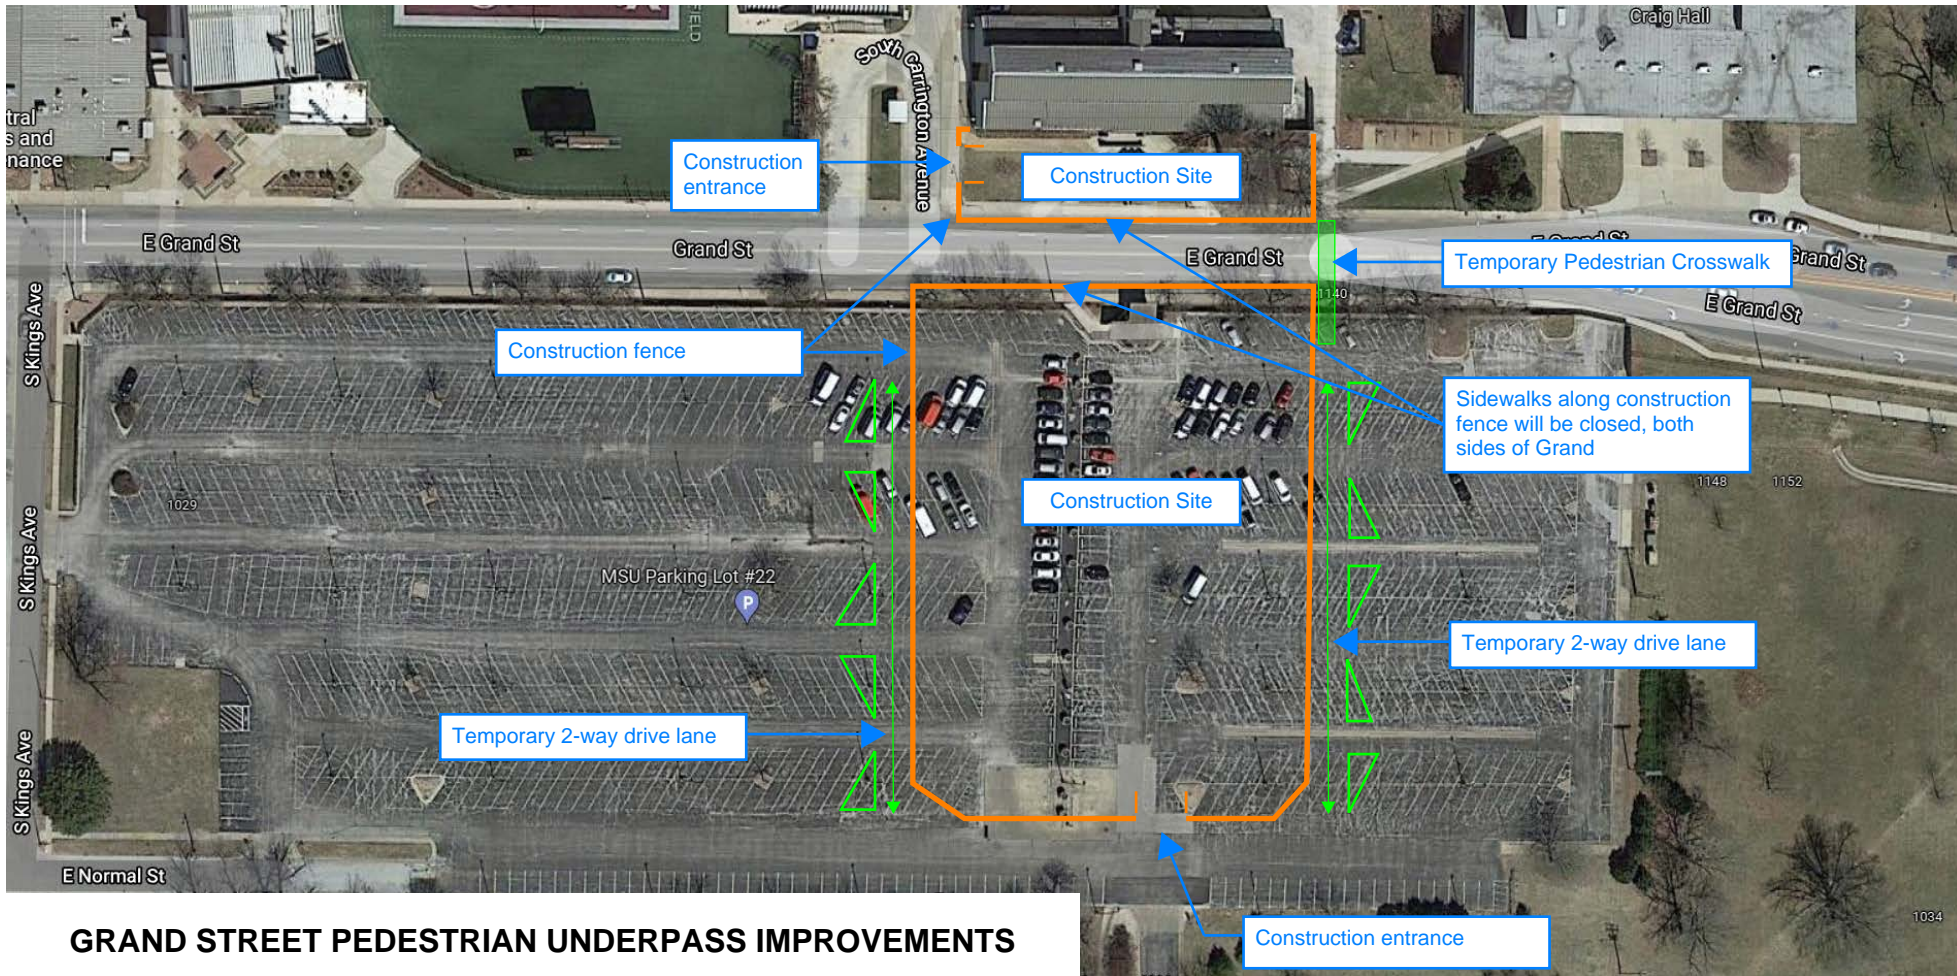 FIELD
Craig Hall
South Carrington Avenue
tral
s and
nance
Construction
entrance
Construction Site
E Grand St
Grand St
E Grand St
E Grand St
Grand St
Temporary Pedestrian Crosswalk
1140
E Grand St
S Kings Ave
Construction fence
Sidewalks along construction
fence will be closed, both
sides of Grand
1148
1152
1029
Construction Site
S Kings Ave
MSU Parking Lot #22
P
Temporary 2-way drive lane
Temporary 2-way drive lane
S Kings Ave
E Normal St
1034
Construction entrance
GRAND STREET PEDESTRIAN UNDERPASS IMPROVEMENTS